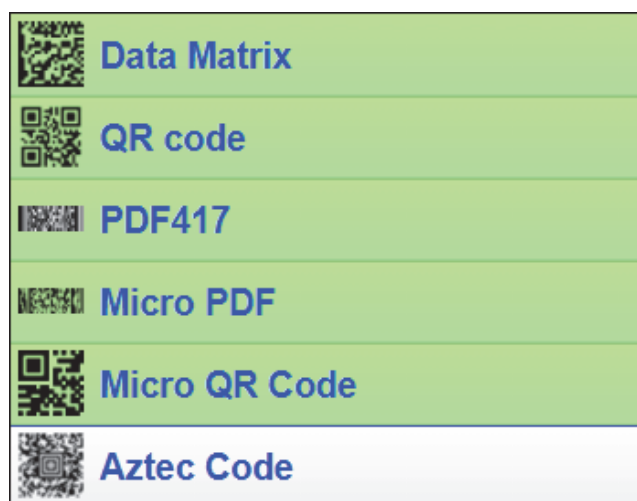 Data Matrix
QR code
PDF417
Micro PDF
Micro QR Code
Aztec Code